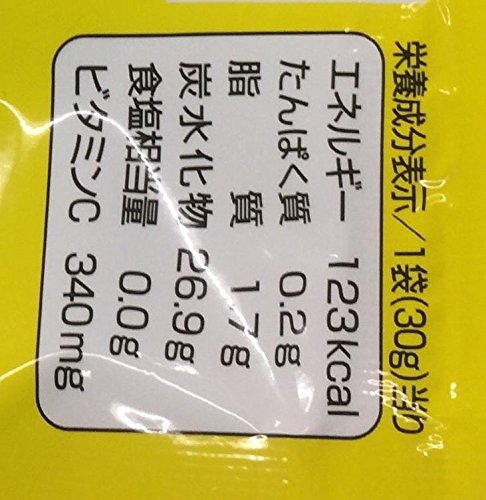 栄養成分表示/1袋(30g)当り
エネルギー 123kcal
たんぱく質 0.2g
脂質 1.7g
炭水化物 26.9g
食塩相当量 0.0g
ビタミンC 340mg